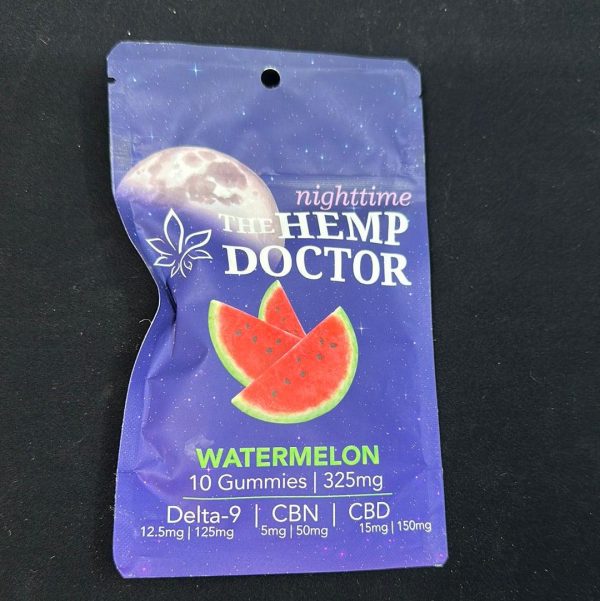 nighttime
THE HEMP
DOCTOR
WATERMELON
10 Gummies | 325mg
Delta-9 | CBN | CBD
12.5mg | 125mg 5mg | 50mg 15mg | 150mg